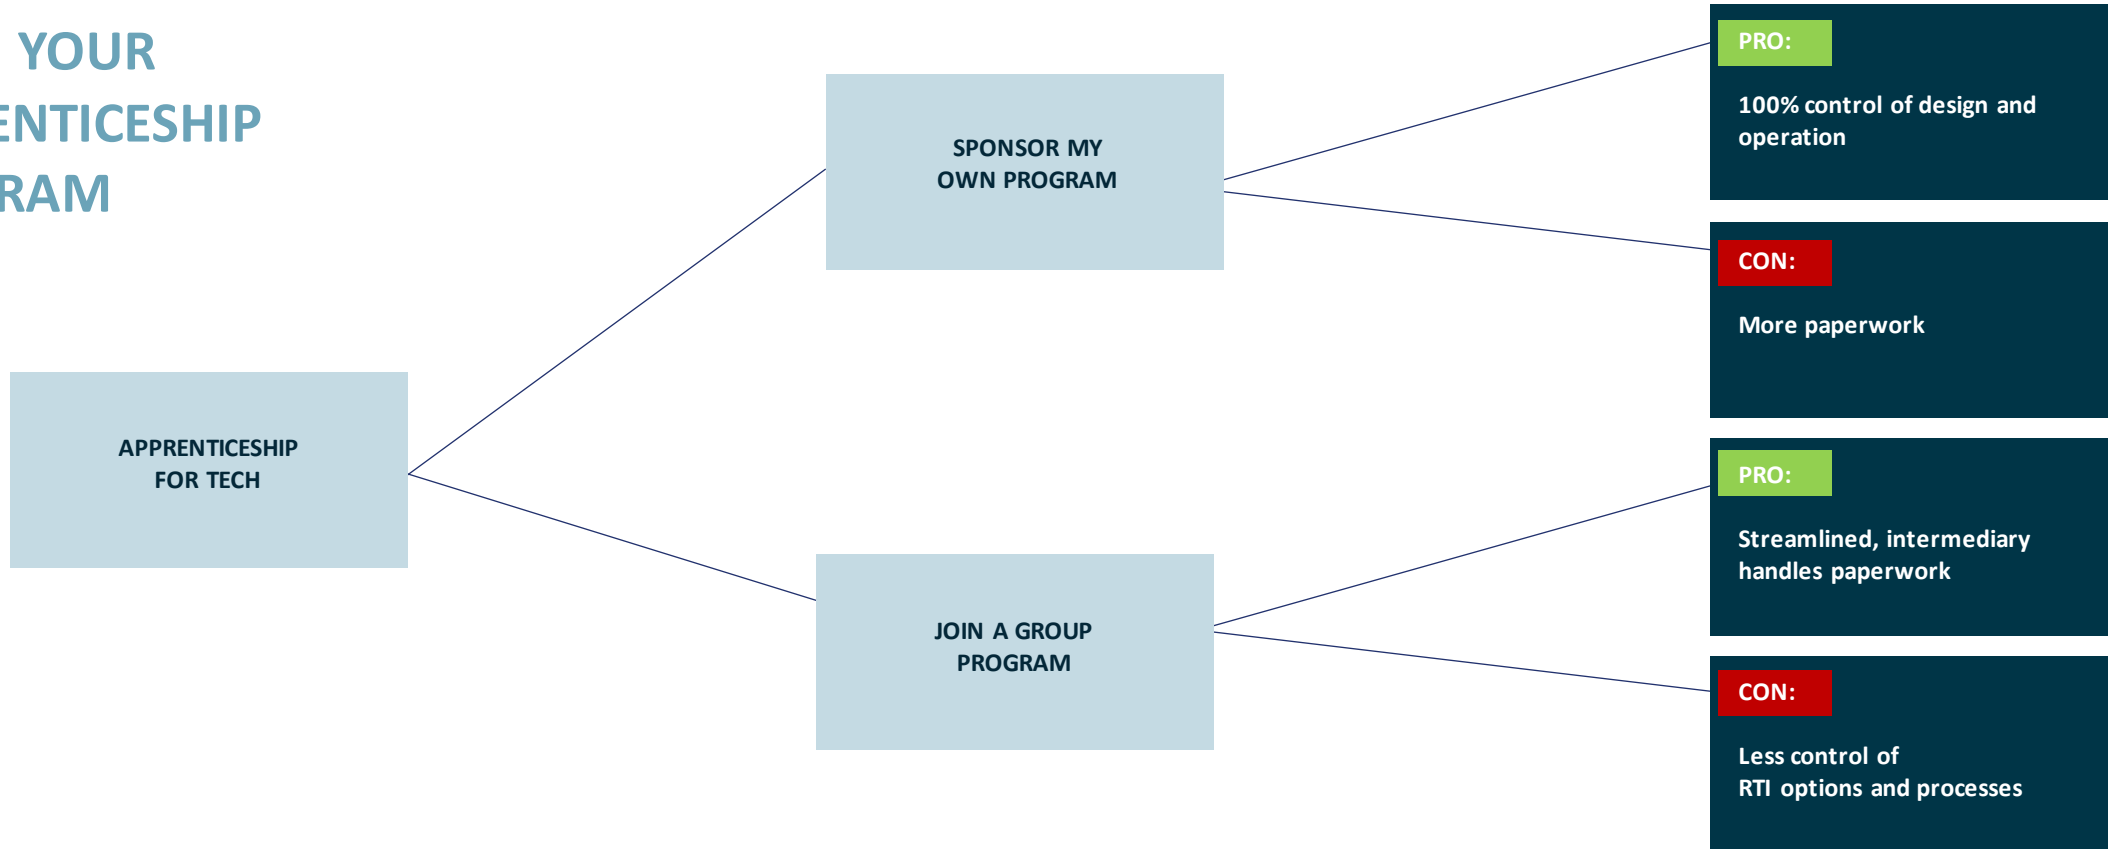 YOUR
ENTICESHIP
RAM
SPONSOR MY
OWN PROGRAM
APPRENTICESHIP
FOR TECH
JOIN A GROUP
PROGRAM
PRO:
100% control of design and
operation
CON:
More paperwork
PRO:
Streamlined, intermediary
handles paperwork
CON:
Less control of
RTI options and processes